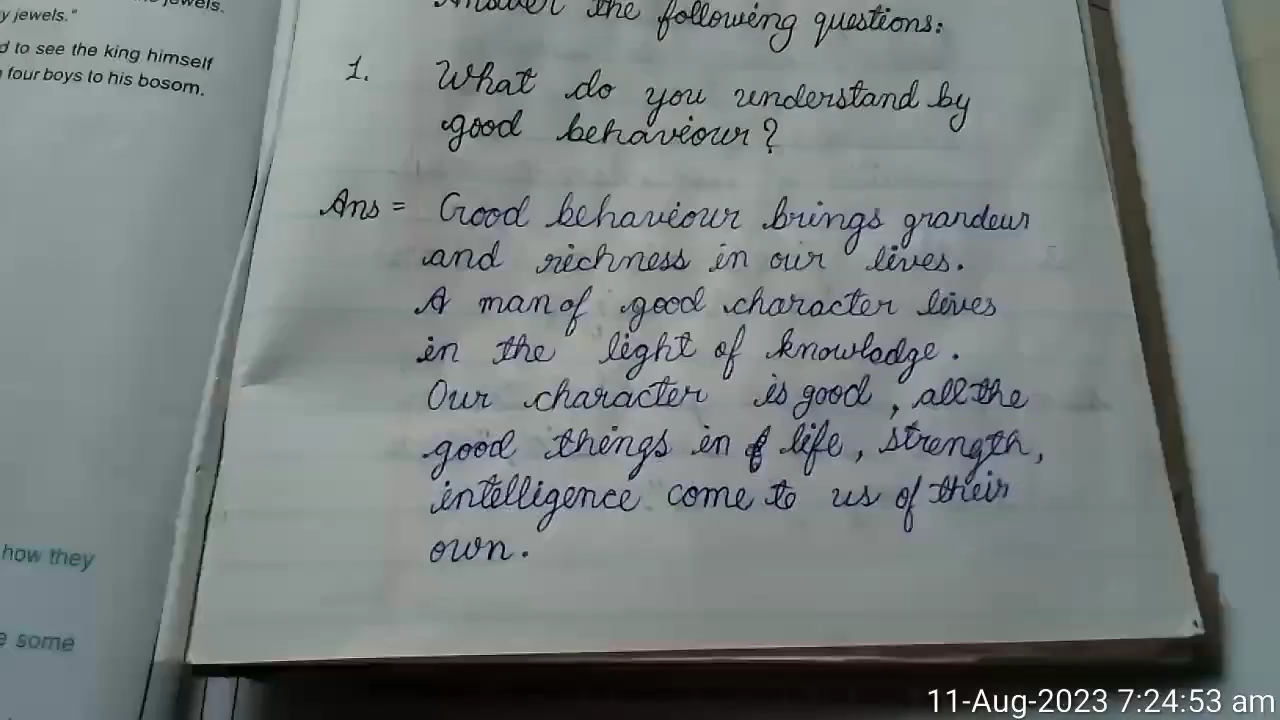 jewels.
y jewels."
d to see the king himself
four boys to his bosom.
how they
some
Answer the following questions:
1. What do you understand by
good behaviour?
Ans = Good behaviour brings grandeur
and richness in our lives.
A man of good character lives
in the light of knowladge.
Our character is good, all the
good things in life, strength,
intelligence come to us of their
own.
11-Aug-2023 7:24:53 am